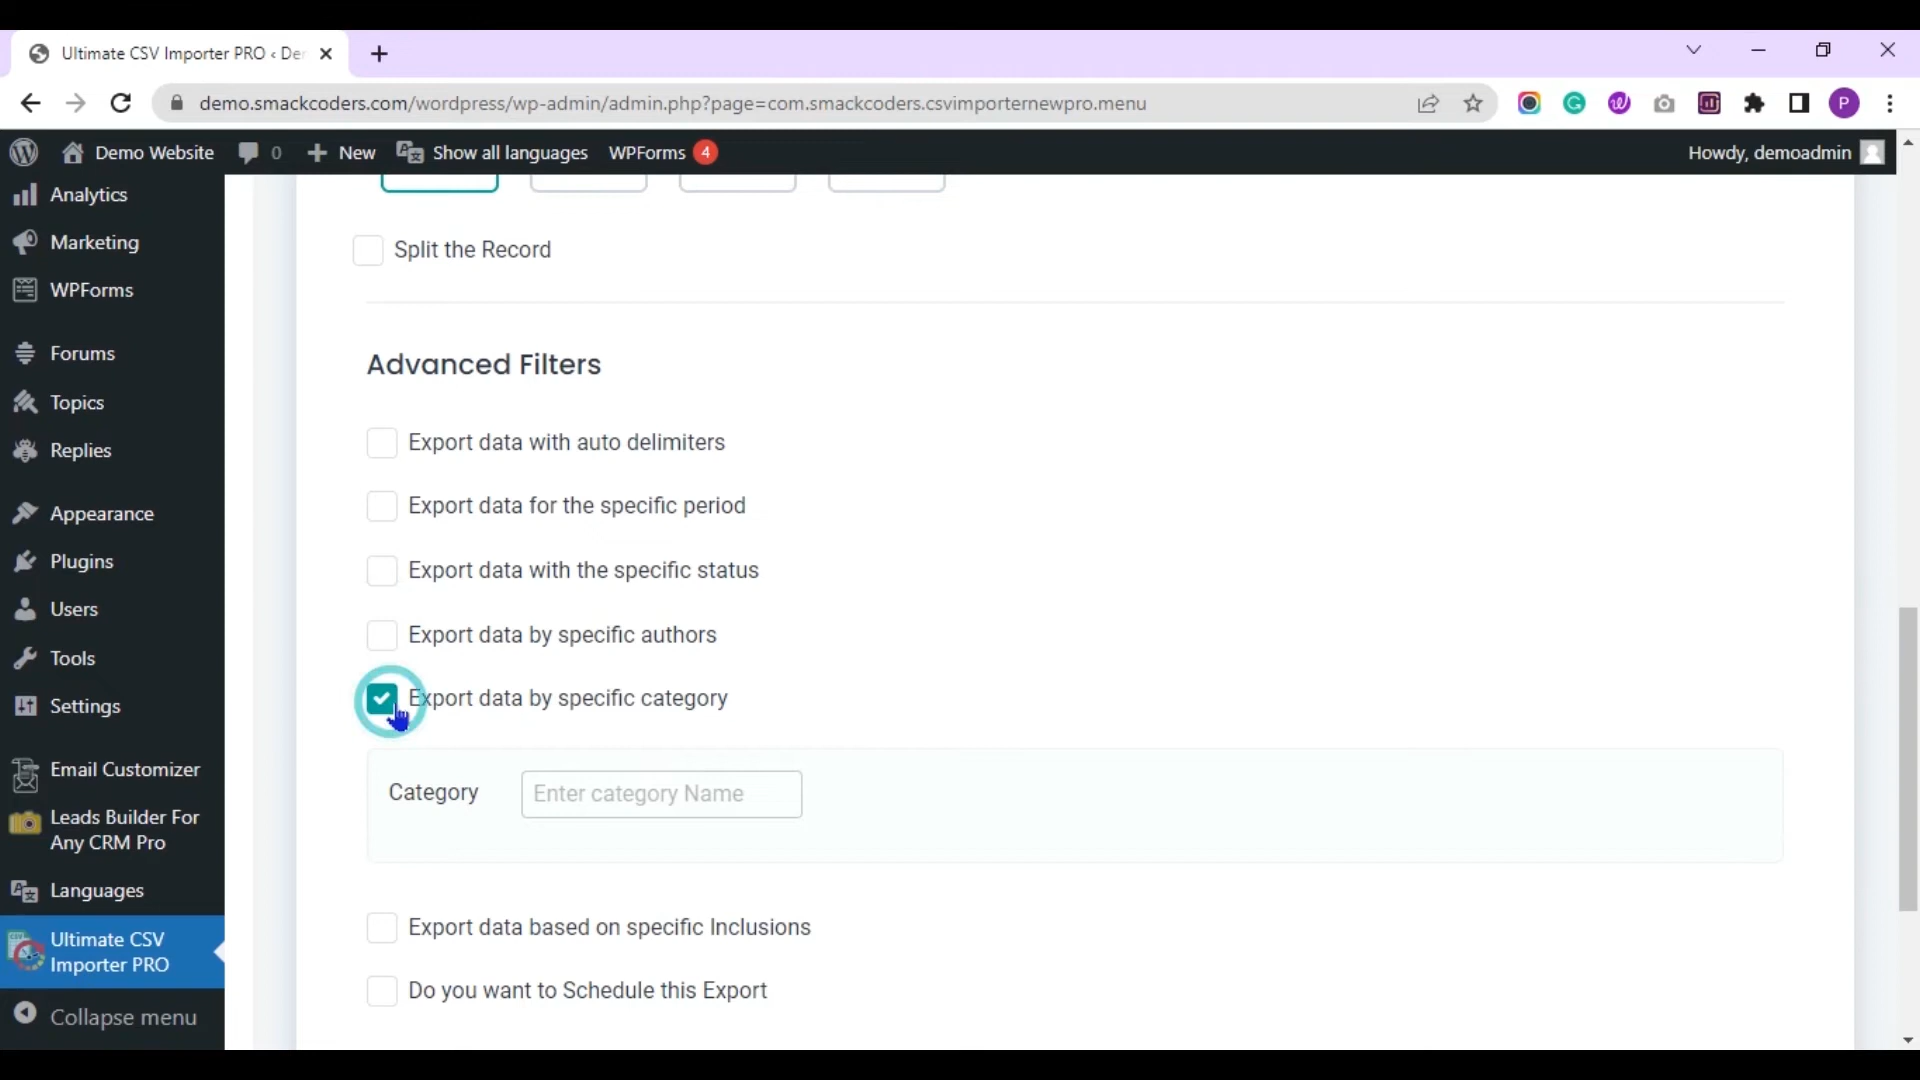 Ultimate CSV Importer PRO ‹ De
demo.smackcoders.com/wordpress/wp-admin/admin.php?page=com.smackcoders.csvimporternewpro.menu
P
Demo Website 0 New Show all languages WPForms 4 Howdy, demoadmin
Analytics
Marketing
WPForms
Forums
Topics
Replies
Appearance
Plugins
Users
Tools
Settings
Email Customizer
Leads Builder For
Any CRM Pro
Languages
Ultimate CSV
Importer PRO
Collapse menu
Split the Record
Advanced Filters
Export data with auto delimiters
Export data for the specific period
Export data with the specific status
Export data by specific authors
Export data by specific category
Category Enter category Name
Export data based on specific Inclusions
Do you want to Schedule this Export